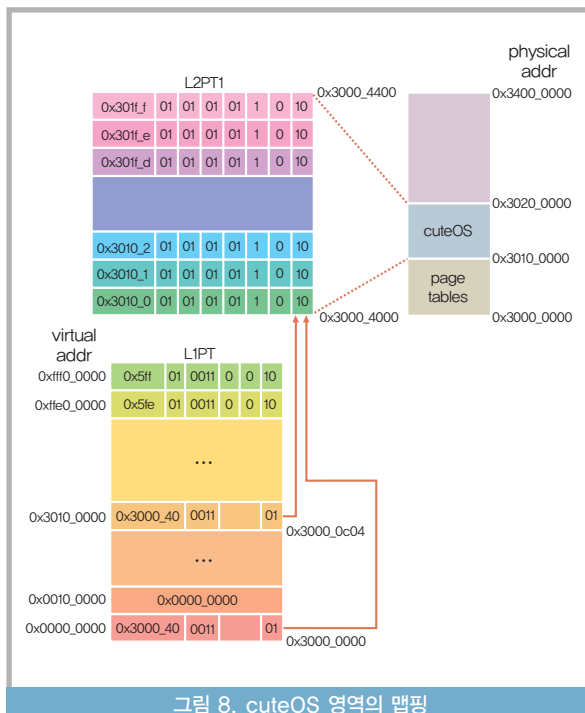 physical
addr
L2PT1
0x3000_4400
0x3400_0000
0x301f_f 01 01 01 01 1 0 10
0x301f_e 01 01 01 01 1 0 10
0x301f_d 01 01 01 01 1 0 10
0x3020_0000
cuteOS
0x3010_2 01 01 01 01 1 0 10
0x3010_1 01 01 01 01 1 0 10
0x3010_0 01 01 01 01 1 0 10
0x3010_0000
page
tables
0x3000_4000
0x3000_0000
virtual
addr
L1PT
0xfff0_0000 0x5ff 01 0011 0 0 10
0xffe0_0000 0x5fe 01 0011 0 0 10
...
0x3010_0000 0x3000_40 0011 01
0x3000_0c04
...
0x0010_0000 0x0000_0000
0x0000_0000 0x3000_40 0011 01
0x3000_0000
그림 8. cuteOS 영역의 맵핑